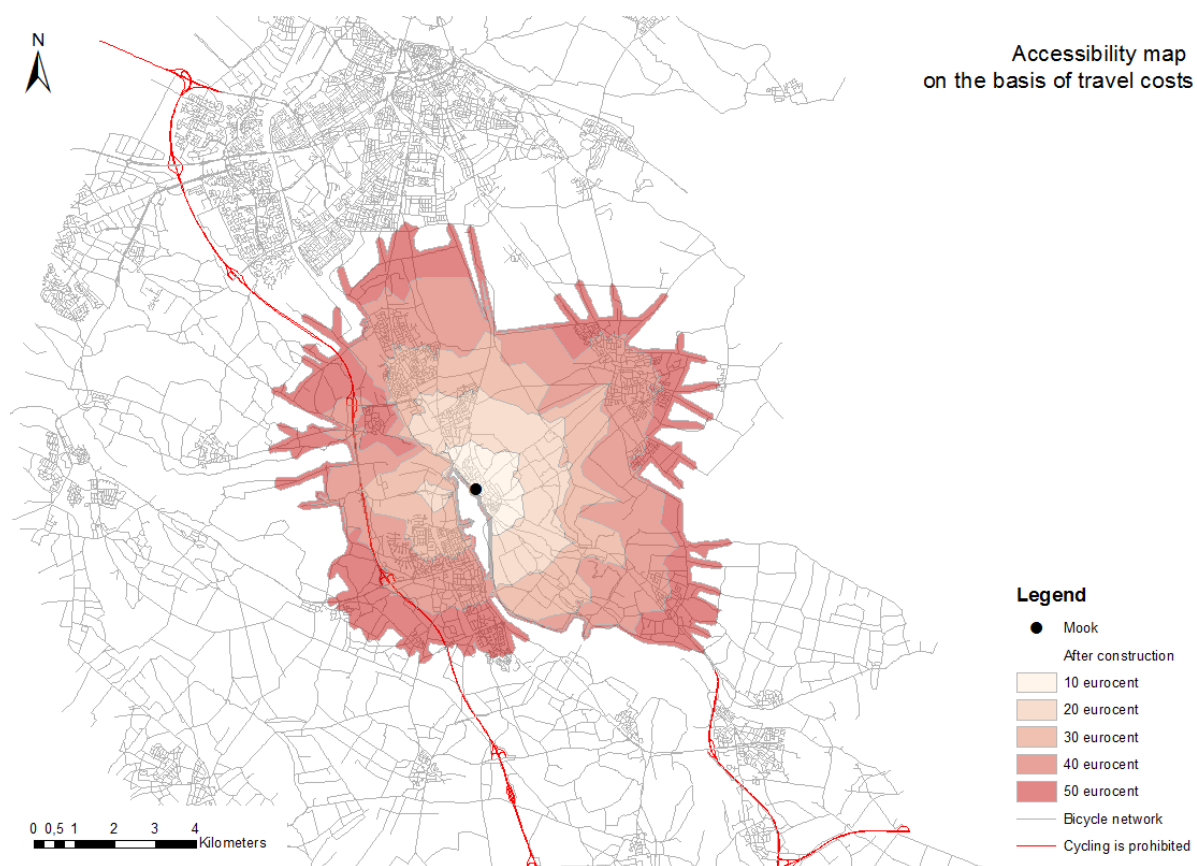 N
Accessibility map
on the basis of travel costs
Legend
Mook
After construction
10 eurocent
20 eurocent
30 eurocent
40 eurocent
50 eurocent
Bicycle network
Cycling is prohibited
0 0,5 1 2 3 4
Kilometers